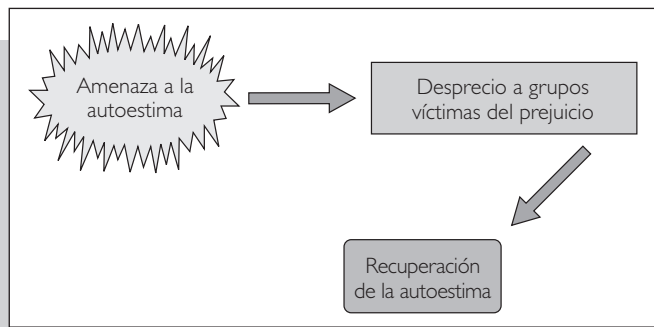 Amenaza a la
autoestima
Desprecio a grupos
víctimas del prejuicio
Recuperación
de la autoestima